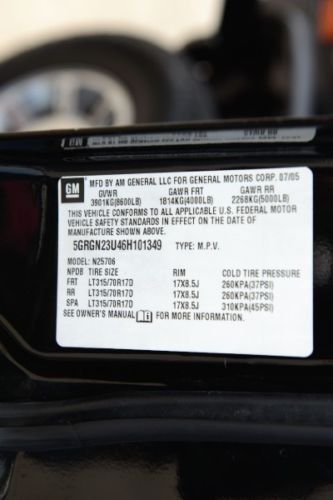 GM
MFD BY AM GENERAL LLC FOR GENERAL MOTORS CORP. 07/05
GVWR GAWR FRT GAWR RR
3901KG(8600LB) 1814KG(4000LB) 2268KG(5000LB)
THIS VEHICLE CONFORMS TO ALL APPLICABLE U.S. FEDERAL MOTOR
VEHICLE SAFETY STANDARDS IN EFFECT ON THE DATE OF
MANUFACTURE SHOWN ABOVE.
5GRGN23U46H101349 TYPE: M.P.V.
MODEL: N25706
NPDB TIRE SIZE RIM COLD TIRE PRESSURE
FRT LT315/70R17D 17X8.5J 260KPA(37PSI)
RR LT315/70R17D 17X8.5J 260KPA(37PSI)
SPA LT315/70R17D 17X8.5J 310KPA(45PSI)
SEE OWNER'S MANUAL FOR MORE INFORMATION